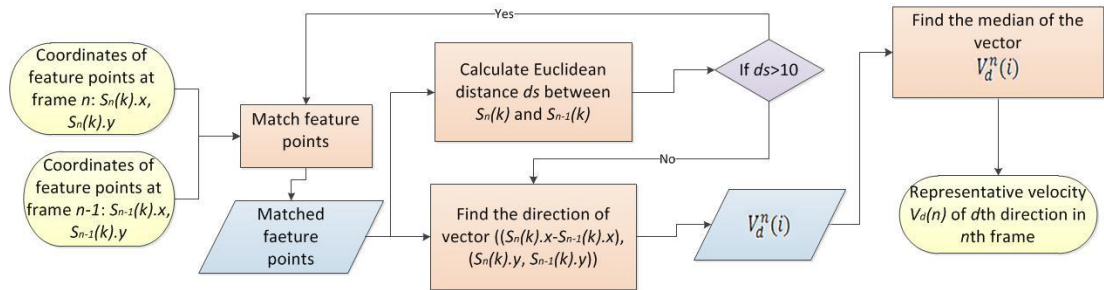 Coordinates of
feature points at
frame n: Sn(k).x,
Sn(k).y
Coordinates of
feature points at
frame n-1: Sn-1(k).x,
Sn-1(k).y
Yes
Match feature
points
Matched
faeture
points
Calculate Euclidean
distance ds between
Sn(k) and Sn-1(k)
If ds>10
No
Find the direction of
vector ((Sn(k).x-Sn-1(k).x),
(Sn(k).y, Sn-1(k).y))
V_d^n(i)
Find the median of the
vector
V_d^n(i)
Representative velocity
Vd(n) of dth direction in
nth frame